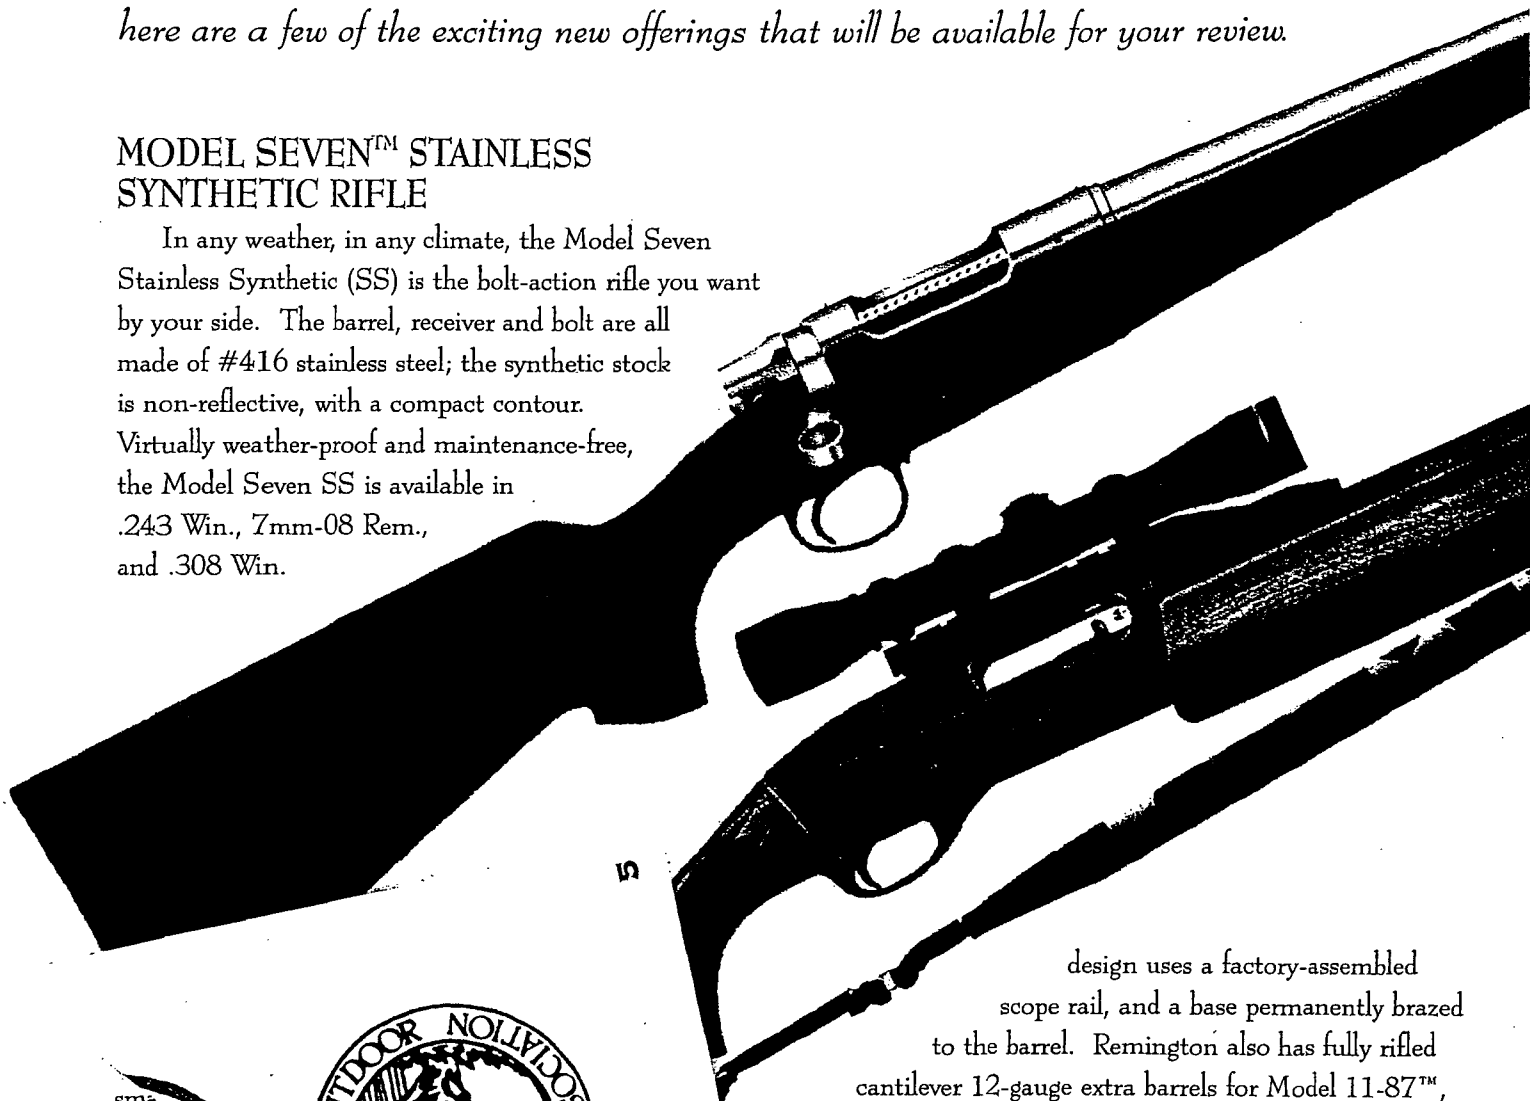 here are a few of the exciting new offerings that will be available for your review.
MODEL SEVEN™ STAINLESS
SYNTHETIC RIFLE
In any weather, in any climate, the Model Seven
Stainless Synthetic (SS) is the bolt-action rifle you want
by your side. The barrel, receiver and bolt are all
made of #416 stainless steel; the synthetic stock
is non-reflective, with a compact contour.
Virtually weather-proof and maintenance-free,
the Model Seven SS is available in
.243 Win., 7mm-08 Rem.,
and .308 Win.
5
design uses a factory-assembled
scope rail, and a base permanently brazed
to the barrel. Remington also has fully rifled
cantilever 12-gauge extra barrels for Model 11-87™,